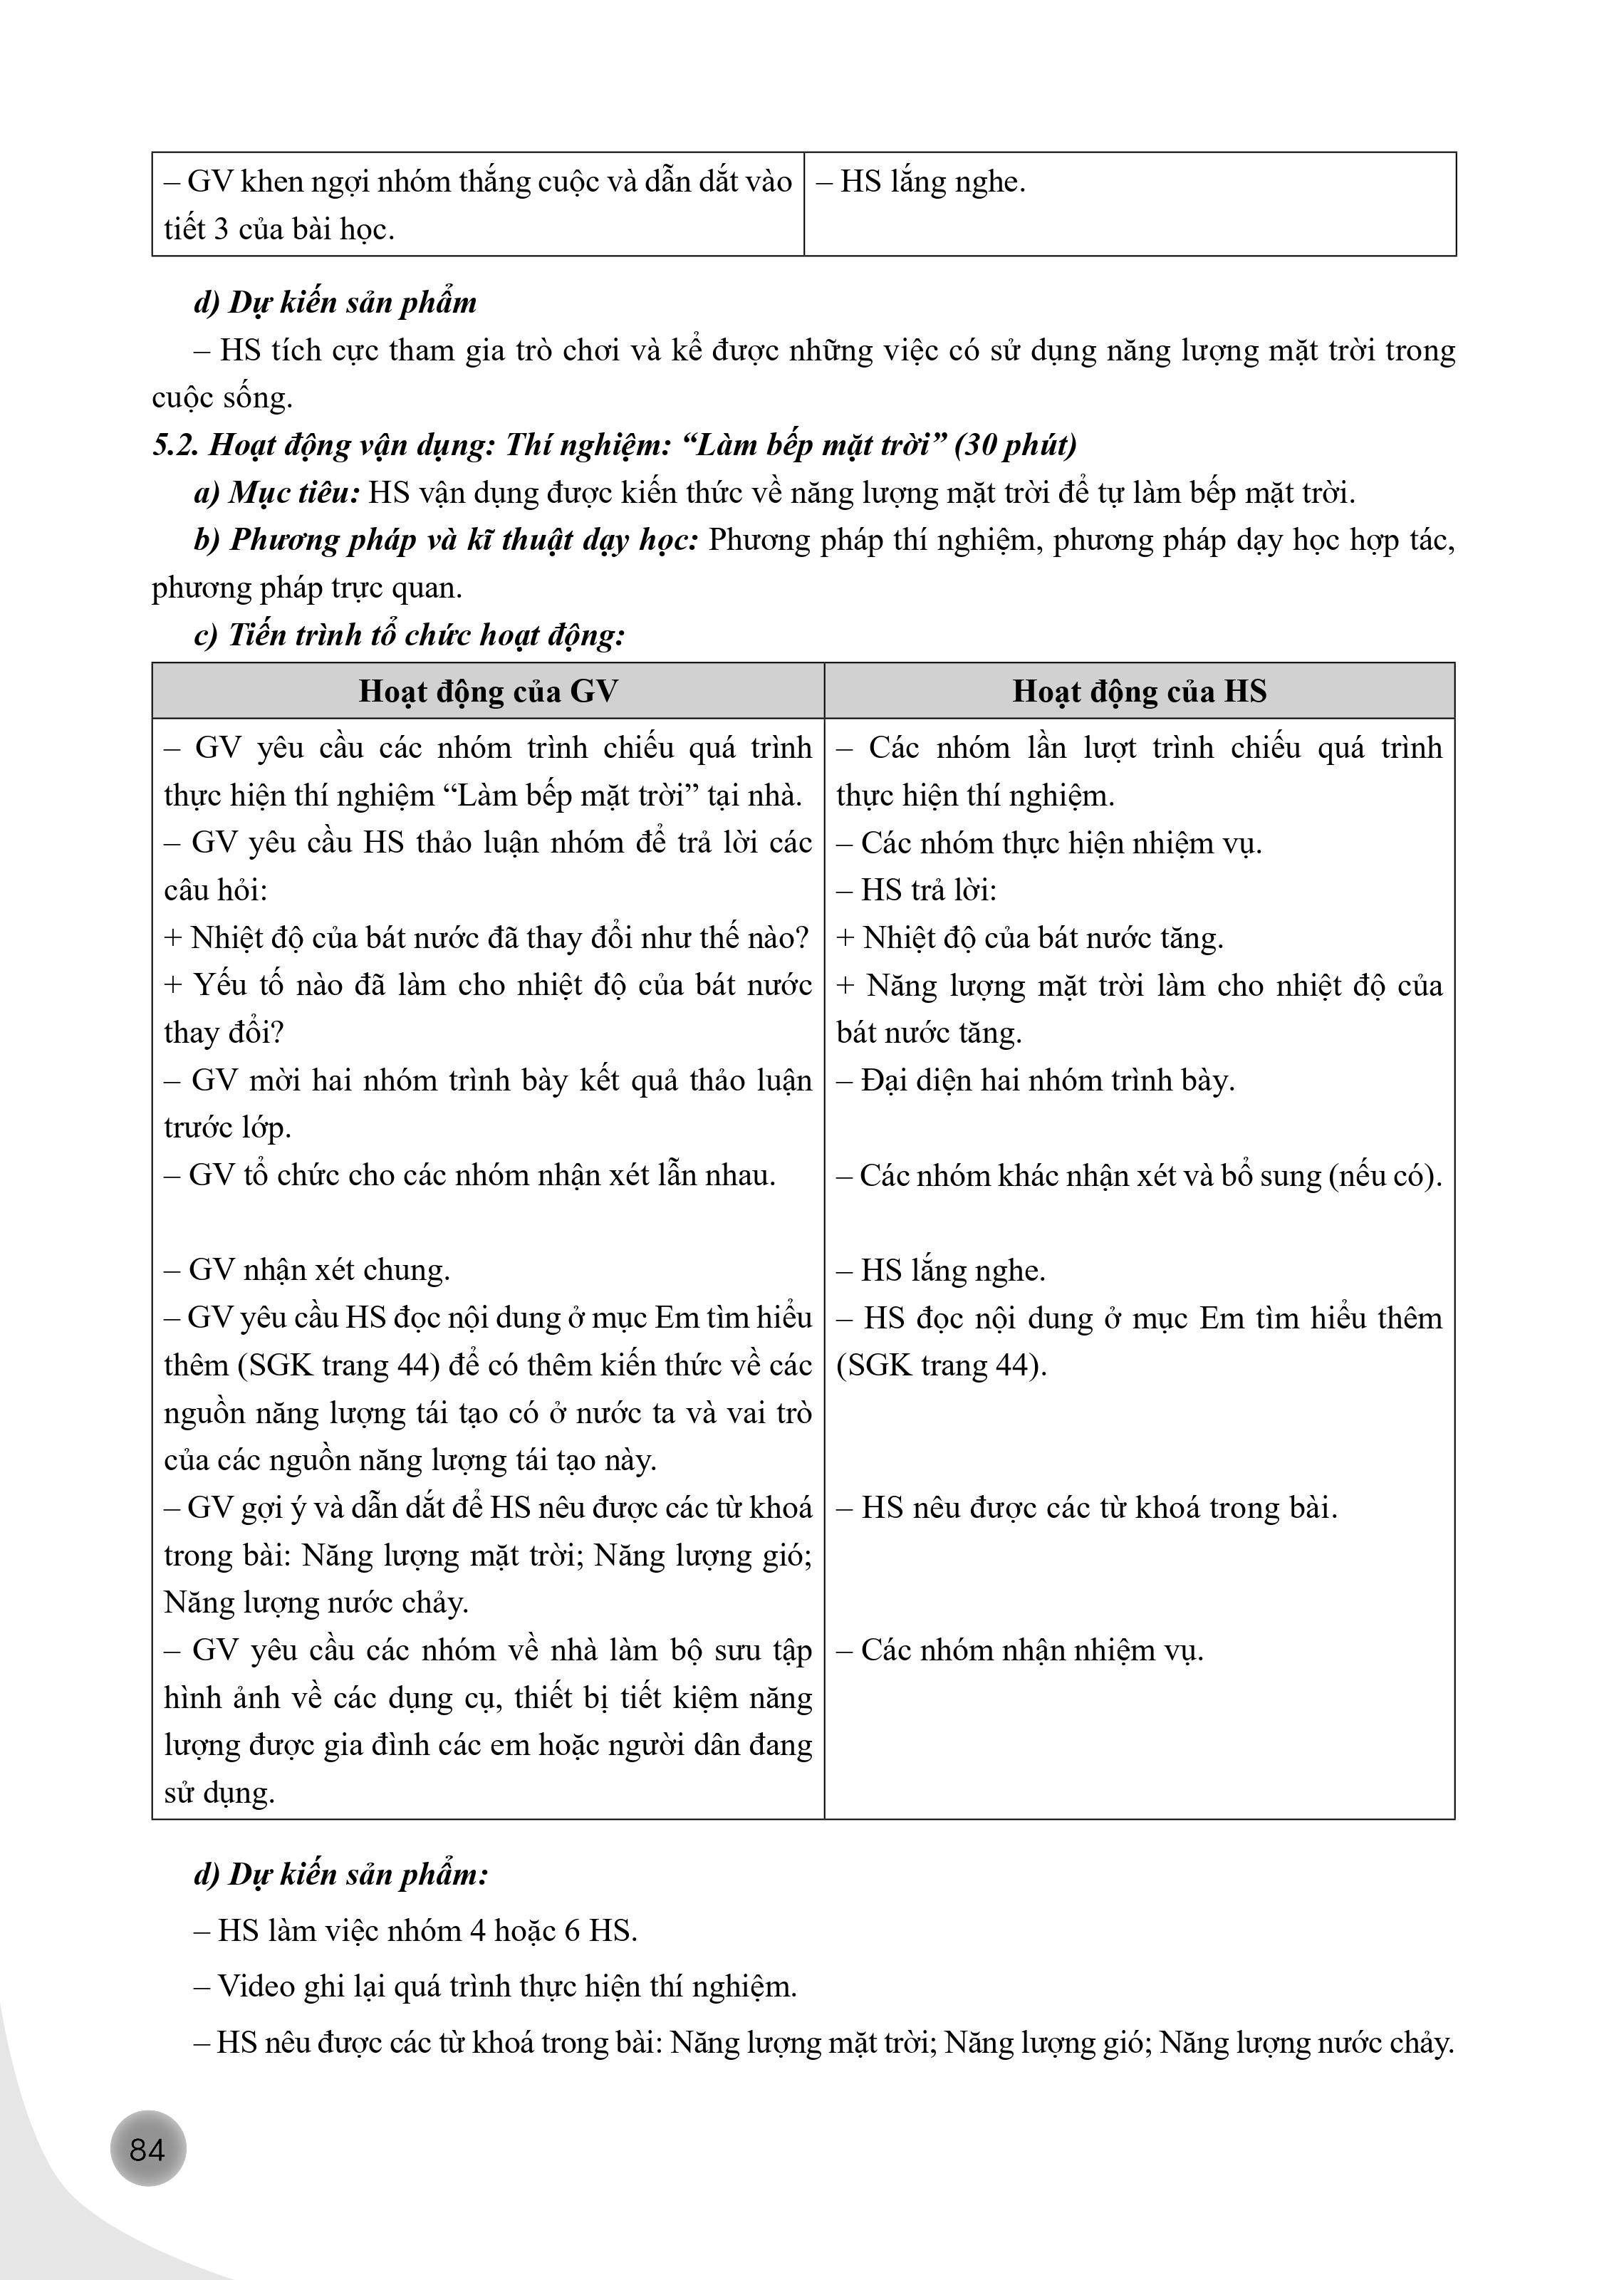 – GV khen ngợi nhóm thắng cuộc và dẫn dắt vào
tiết 3 của bài học.
– HS lắng nghe.
d) Dự kiến sản phẩm
– HS tích cực tham gia trò chơi và kể được những việc có sử dụng năng lượng mặt trời trong
cuộc sống.
5.2. Hoạt động vận dụng: Thí nghiệm: “Làm bếp mặt trời” (30 phút)
a) Mục tiêu: HS vận dụng được kiến thức về năng lượng mặt trời để tự làm bếp mặt trời.
b) Phương pháp và kĩ thuật dạy học: Phương pháp thí nghiệm, phương pháp dạy học hợp tác,
phương pháp trực quan.
c) Tiến trình tổ chức hoạt động:
Hoạt động của GV
– GV yêu cầu các nhóm trình chiếu quá trình
thực hiện thí nghiệm “Làm bếp mặt trời” tại nhà.
– GV yêu cầu HS thảo luận nhóm để trả lời các
câu hỏi:
+ Nhiệt độ của bát nước đã thay đổi như thế nào?
+ Yếu tố nào đã làm cho nhiệt độ của bát nước
thay đổi?
– GV mời hai nhóm trình bày kết quả thảo luận
trước lớp.
– GV tổ chức cho các nhóm nhận xét lẫn nhau.
– GV nhận xét chung.
– GV yêu cầu HS đọc nội dung ở mục Em tìm hiểu
thêm (SGK trang 44) để có thêm kiến thức về các
nguồn năng lượng tái tạo có ở nước ta và vai trò
của các nguồn năng lượng tái tạo này.
– GV gợi ý và dẫn dắt để HS nêu được các từ khoá
trong bài: Năng lượng mặt trời; Năng lượng gió;
Năng lượng nước chảy.
– GV yêu cầu các nhóm về nhà làm bộ sưu tập
hình ảnh về các dụng cụ, thiết bị tiết kiệm năng
lượng được gia đình các em hoặc người dân đang
sử dụng.
Hoạt động của HS
– Các nhóm lần lượt trình chiếu quá trình
thực hiện thí nghiệm.
– Các nhóm thực hiện nhiệm vụ.
– HS trả lời:
+ Nhiệt độ của bát nước tăng.
+ Năng lượng mặt trời làm cho nhiệt độ của
bát nước tăng.
– Đại diện hai nhóm trình bày.
– Các nhóm khác nhận xét và bổ sung (nếu có).
– HS lắng nghe.
– HS đọc nội dung ở mục Em tìm hiểu thêm
(SGK trang 44).
– HS nêu được các từ khoá trong bài.
– Các nhóm nhận nhiệm vụ.
d) Dự kiến sản phẩm:
– HS làm việc nhóm 4 hoặc 6 HS.
– Video ghi lại quá trình thực hiện thí nghiệm.
– HS nêu được các từ khoá trong bài: Năng lượng mặt trời; Năng lượng gió; Năng lượng nước chảy.
84